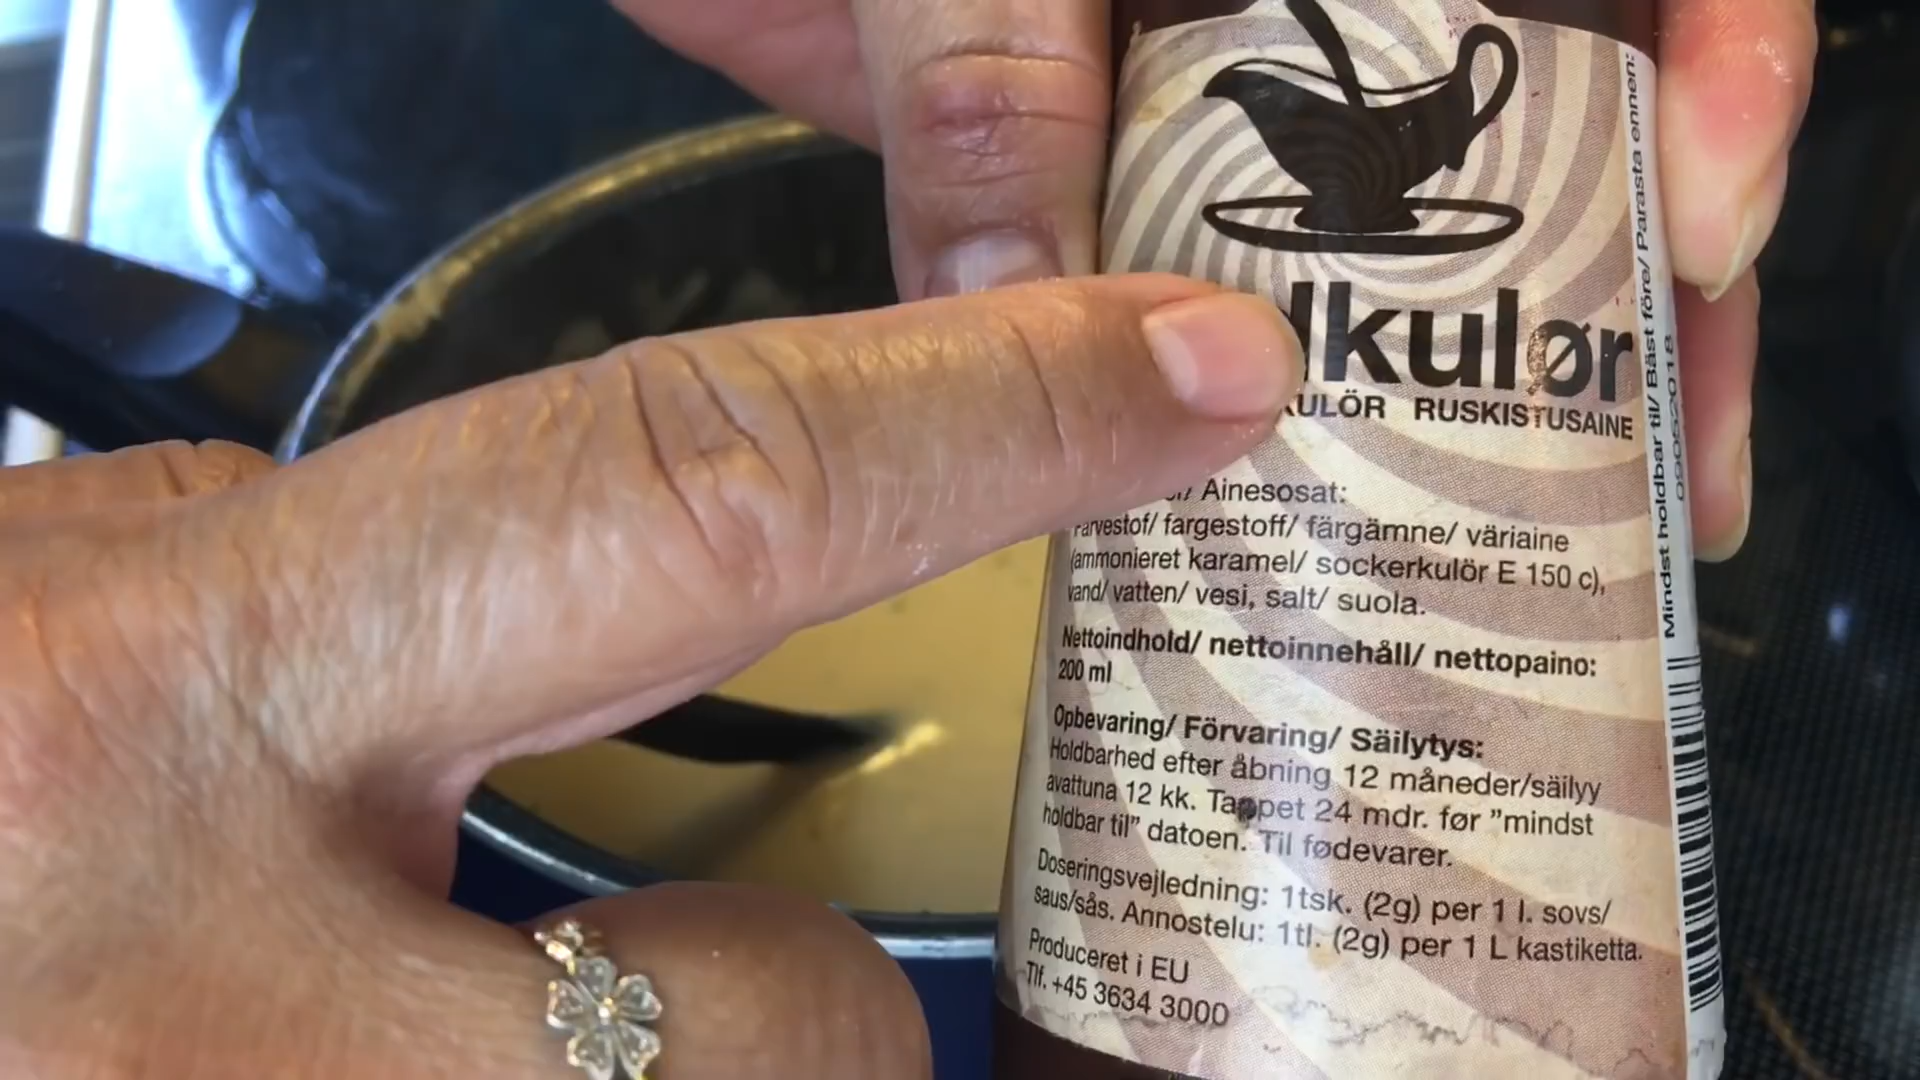 dkulør
KULÖR RUSKISTUSAINE
Ainesosat:
Farvestof/ fargestoff/ färgämne/ väriaine
(ammonieret karamel/ sockerkulör E 150 c),
vand/ vatten/ vesi, salt/ suola.
Nettoindhold/ nettoinnehåll/ nettopaino:
200 ml
Opbevaring/ Förvaring/ Säilytys:
Holdbarhed efter åbning 12 måneder/säilyy
avattuna 12 kk. Tappet 24 mdr. før ”mindst
holdbar til” datoen. Til fødevarer.
Doseringsvejledning: 1tsk. (2g) per 1 l. sovs/
saus/sås. Annostelu: 1tl. (2g) per 1 L kastiketta.
Produceret i EU
Tlf. +45 3634 3000
Mindst holdbar til/ Bäst före/ Parasta ennen:
09052018